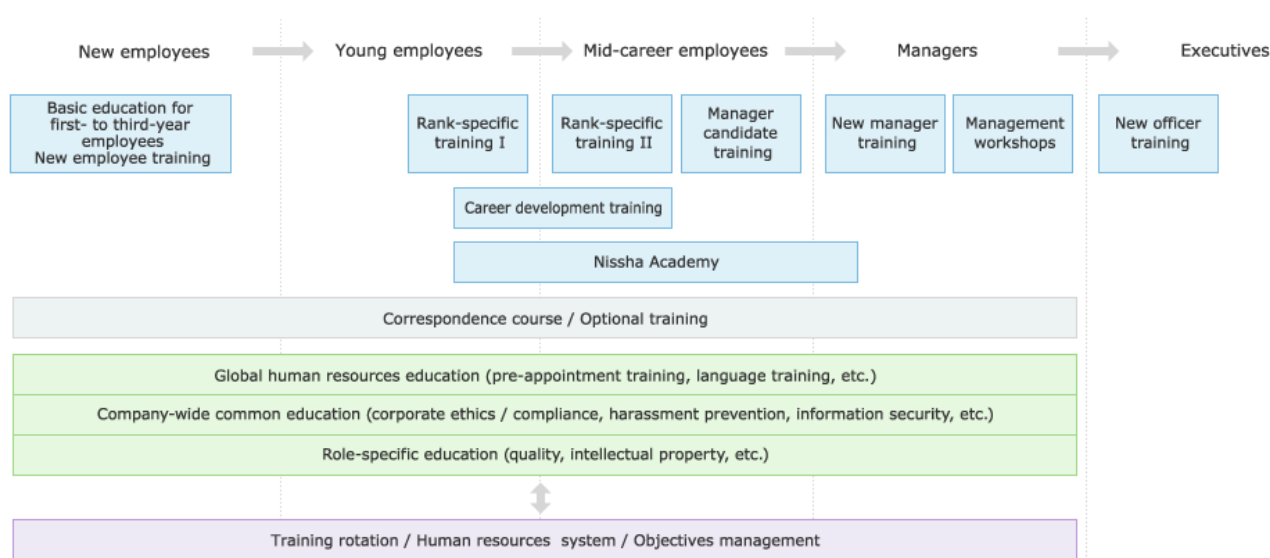 New employees
Young employees
Mid-career employees
Managers
Executives
Basic education for
first- to third-year
employees
New employee training
Rank-specific
training I
Rank-specific
training II
Manager
candidate
training
New manager
training
Management
workshops
New officer
training
Career development training
Nissha Academy
Correspondence course / Optional training
Global human resources education (pre-appointment training, language training, etc.)
Company-wide common education (corporate ethics / compliance, harassment prevention, information security, etc.)
Role-specific education (quality, intellectual property, etc.)
Training rotation / Human resources system / Objectives management